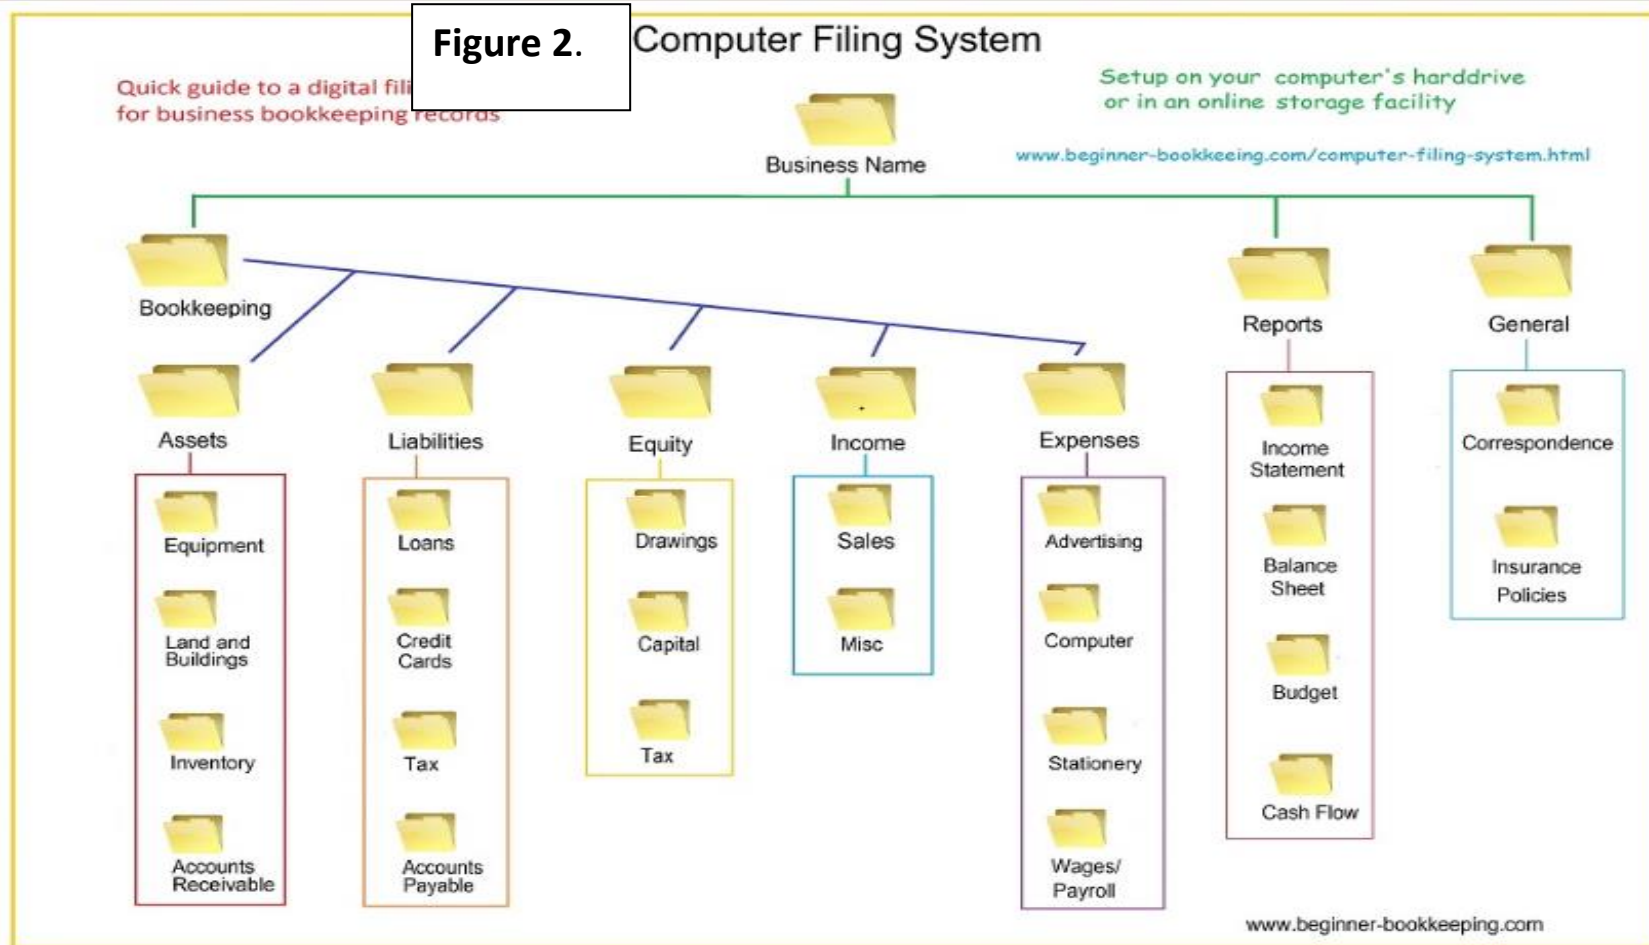 Figure 2.
Computer Filing System
Quick guide to a digital fili
for business bookkeeping records
Setup on your computer's harddrive
or in an online storage facility
www.beginner-bookkeeing.com/computer-filing-system.html
Business Name
Bookkeeping
Reports
General
Assets
Liabilities
Equity
Income
Expenses
Equipment
Land and
Buildings
Inventory
Accounts
Receivable
Loans
Credit
Cards
Tax
Accounts
Payable
Drawings
Capital
Tax
Sales
Misc
Advertising
Computer
Stationery
Wages/
Payroll
Income
Statement
Balance
Sheet
Budget
Cash Flow
Correspondence
Insurance
Policies
www.beginner-bookkeeping.com